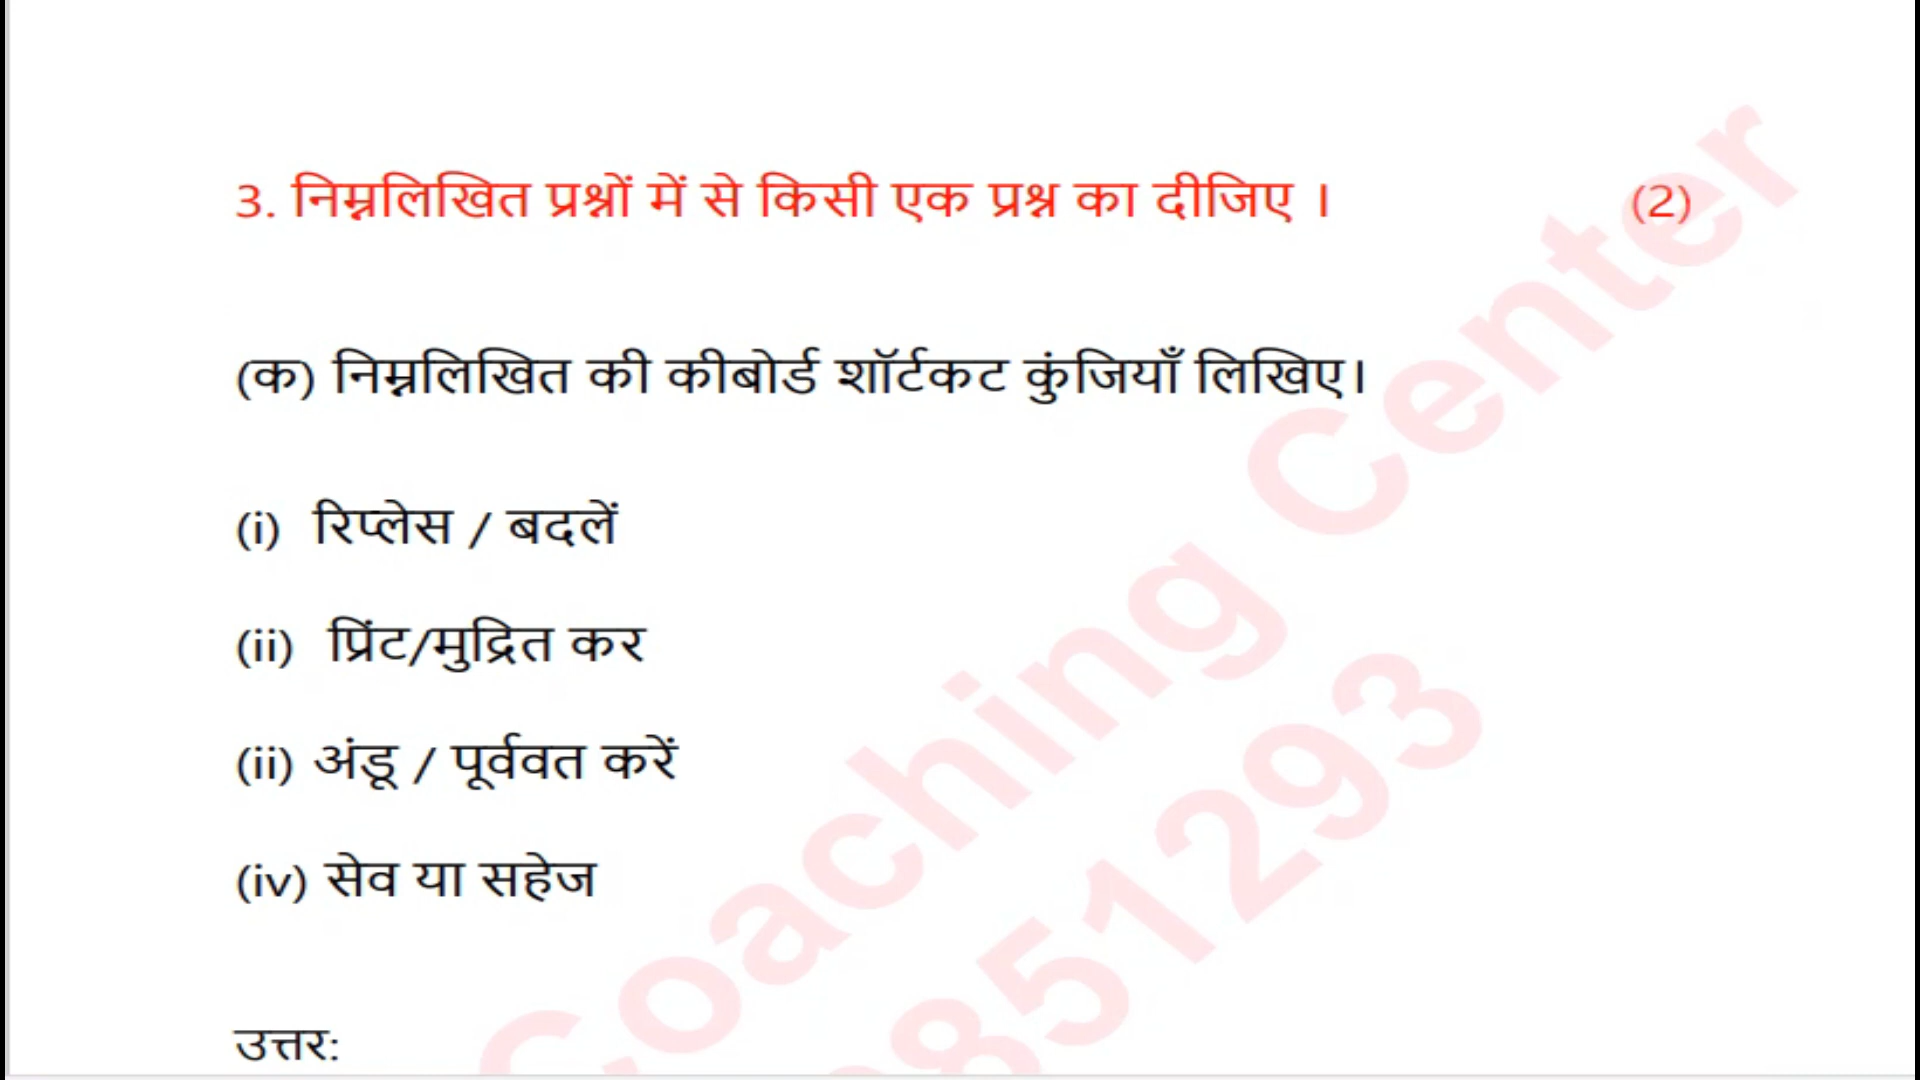 3. निम्नलिखित प्रश्नों में से किसी एक प्रश्न का दीजिए । (2)
(क) निम्नलिखित की कीबोर्ड शॉर्टकट कुंजियाँ लिखिए।
(i) रिप्लेस / बदलें
(ii) प्रिंट/मुद्रित कर
(ii) अंडू / पूर्ववत करें
(iv) सेव या सहेज
उत्तर:
Coaching Center
851293